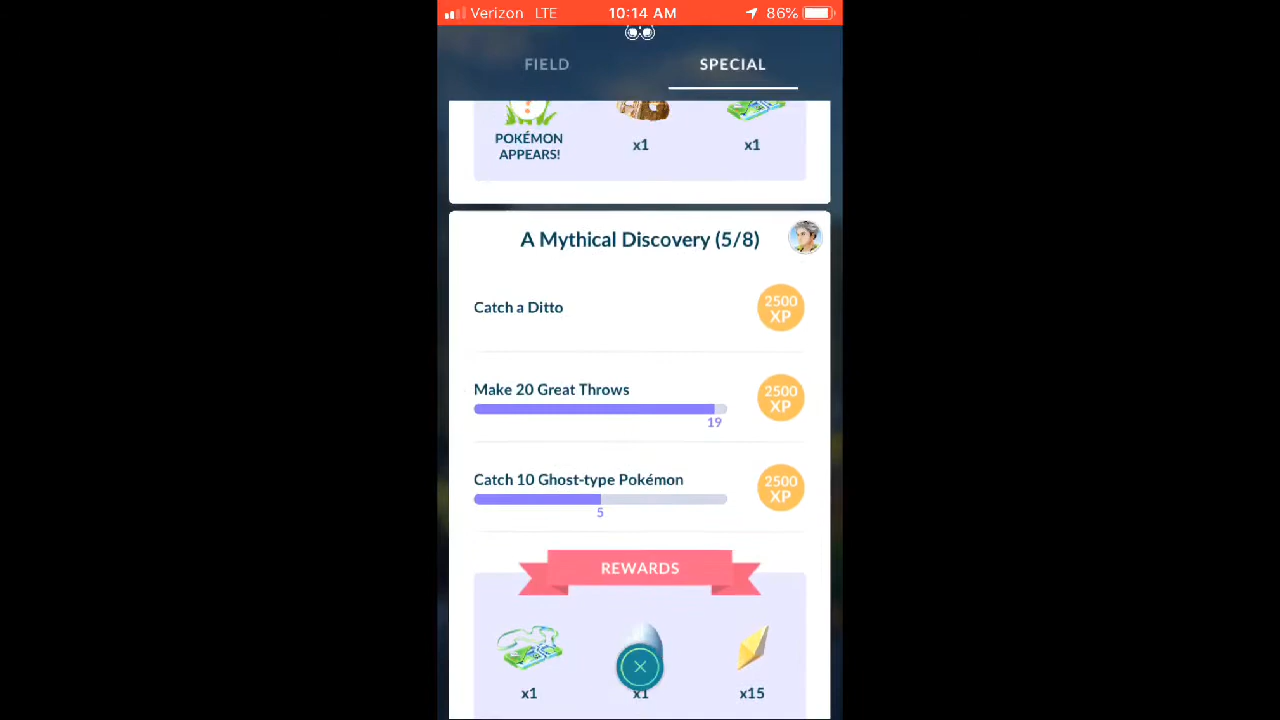 Verizon LTE 10:14 AM 86%
FIELD SPECIAL
POKÉMON
APPEARS!
x1 x1
A Mythical Discovery (5/8)
Catch a Ditto
2500
XP
Make 20 Great Throws
2500
XP
19
Catch 10 Ghost-type Pokémon
2500
XP
5
REWARDS
x1 x1 x15